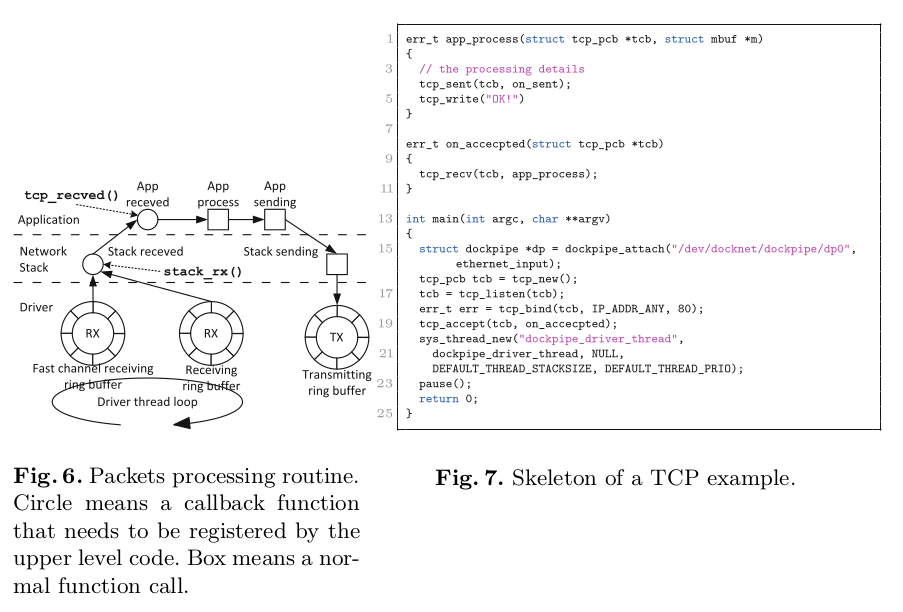 tcp_recved()
App
receved
App
process
App
sending
Application
Network
Stack
Stack receved
Stack sending
stack_rx()
Driver
RX
RX
TX
Fast channel receiving
ring buffer
Receiving
ring buffer
Transmitting
ring buffer
Driver thread loop
Fig. 6. Packets processing routine.
Circle means a callback function
that needs to be registered by the
upper level code. Box means a nor-
mal function call.
1 err_t app_process(struct tcp_pcb *tcb, struct mbuf *m)
{
3 // the processing details
tcp_sent(tcb, on_sent);
5 tcp_write("OK!")
}
7
err_t on_accecpted(struct tcp_pcb *tcb)
9 {
tcp_recv(tcb, app_process);
11 }
13 int main(int argc, char **argv)
{
15 struct dockpipe *dp = dockpipe_attach("/dev/docknet/dockpipe/dp0",
ethernet_input);
tcp_pcb tcb = tcp_new();
17 tcb = tcp_listen(tcb);
err_t err = tcp_bind(tcb, IP_ADDR_ANY, 80);
19 tcp_accept(tcb, on_accecpted);
sys_thread_new("dockpipe_driver_thread",
21 dockpipe_driver_thread, NULL,
DEFAULT_THREAD_STACKSIZE, DEFAULT_THREAD_PRIO);
23 pause();
return 0;
25 }
Fig. 7. Skeleton of a TCP example.